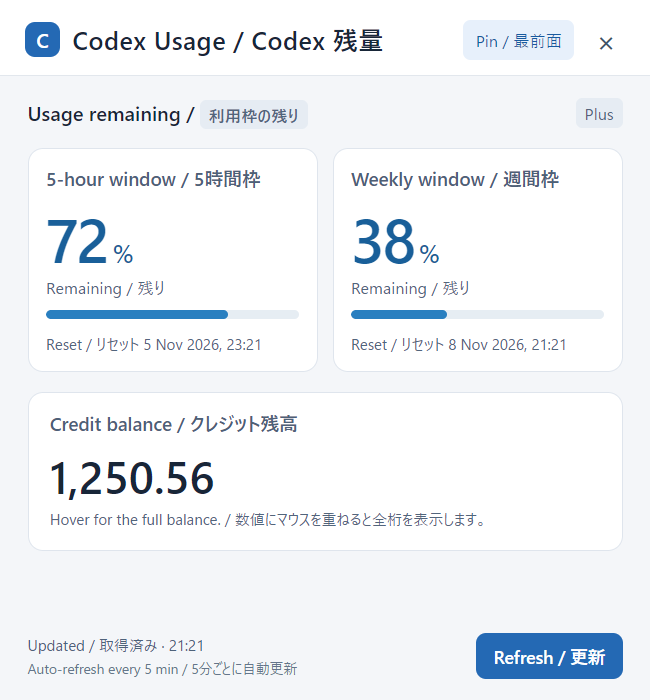 C Codex Usage / Codex 残量 Pin / 最前面 ×
Usage remaining / 利用枠の残り Plus
5-hour window / 5時間枠
72 %
Remaining / 残り
Reset / リセット 5 Nov 2026, 23:21
Weekly window / 週間枠
38 %
Remaining / 残り
Reset / リセット 8 Nov 2026, 21:21
Credit balance / クレジット残高
1,250.56
Hover for the full balance. / 数値にマウスを重ねると全桁を表示します。
Updated / 取得済み · 21:21
Auto-refresh every 5 min / 5分ごとに自動更新
Refresh / 更新